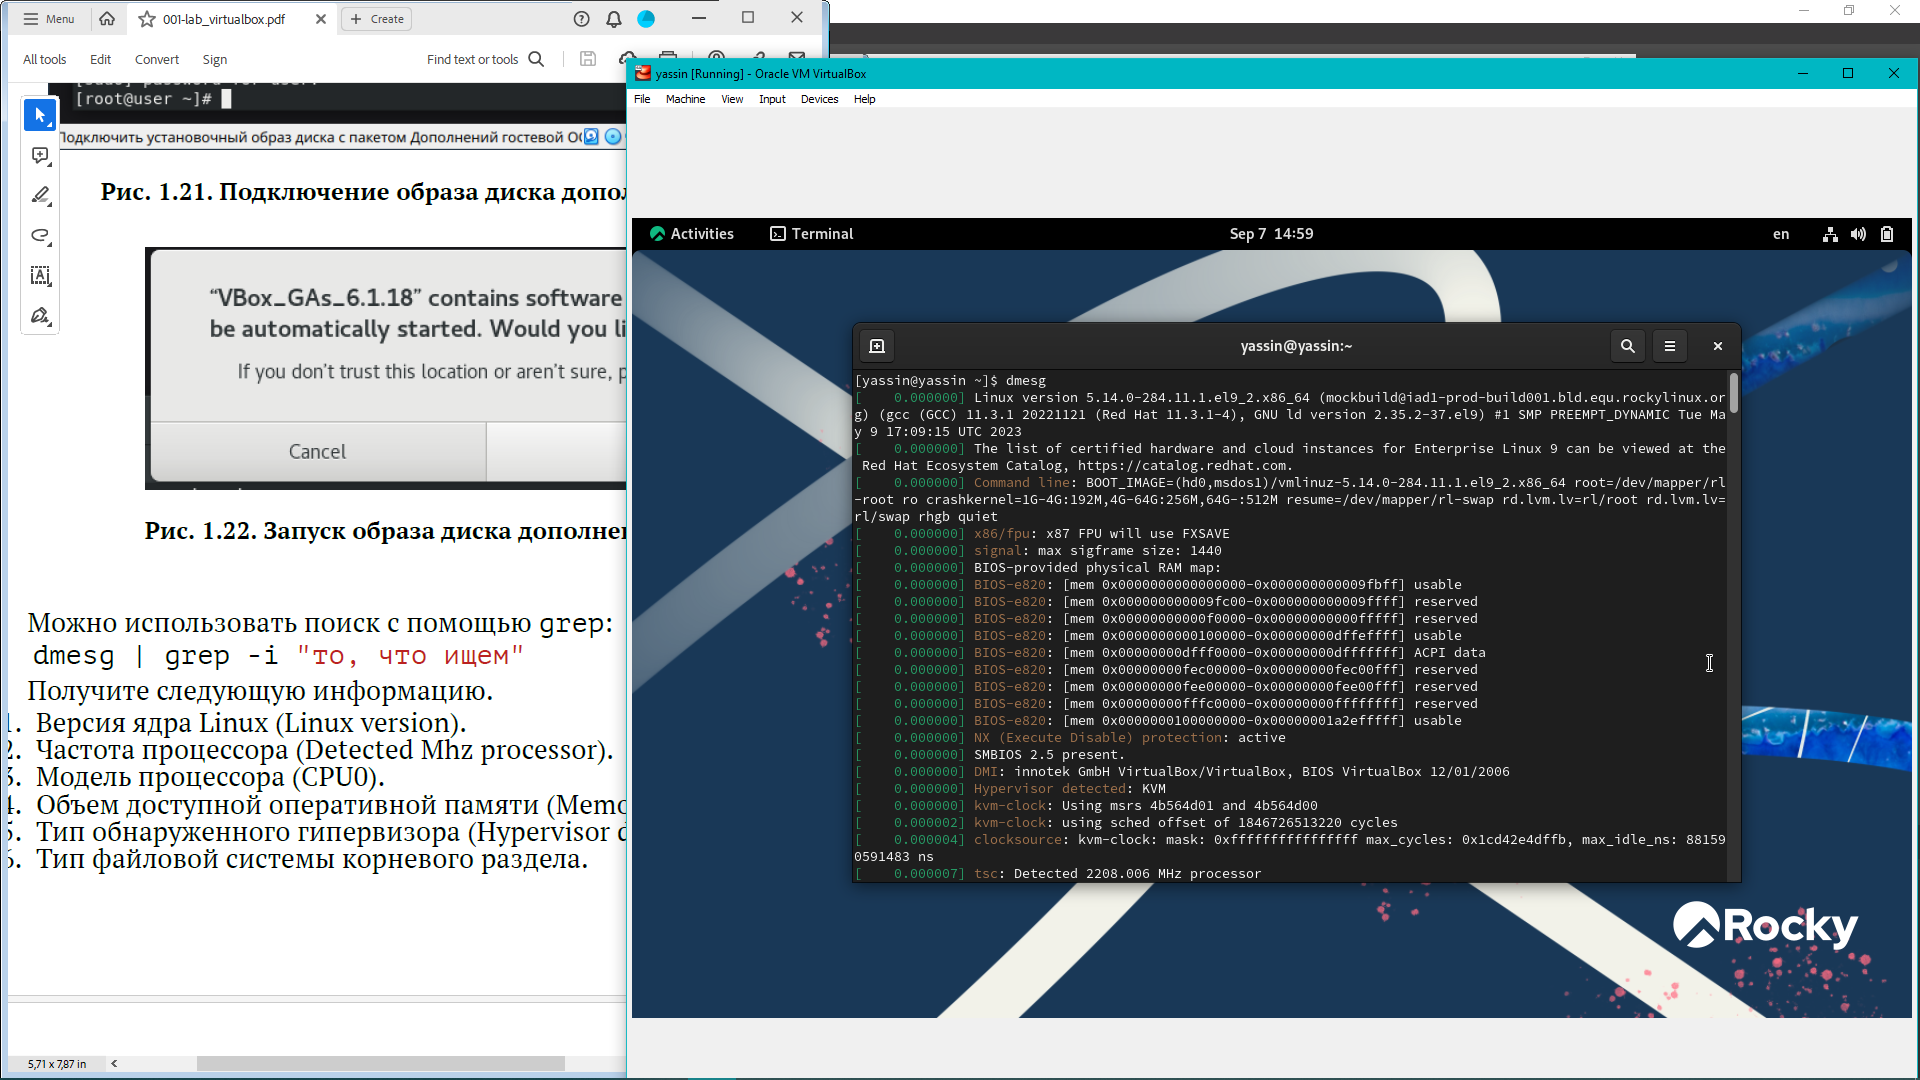 Menu
001-lab_virtualbox.pdf
Create
All tools
Edit
Convert
Sign
Find text or tools
[root@user ~]#
Подключить установочный образ диска с пакетом Дополнений гостевой ОС
Рис. 1.21. Подключение образа диска
“VBox_GAs_6.1.18” contains software
be automatically started. Would you
If you don’t trust this location or aren’t sure,
Cancel
Рис. 1.22. Запуск образа диска
Можно использовать поиск с помощью grep:
dmesg | grep -i "то, что ищем"
Получите следующую информацию.
1. Версия ядра Linux (Linux version).
2. Частота процессора (Detected Mhz processor).
3. Модель процессора (CPU0).
4. Объем доступной оперативной памяти
5. Тип обнаруженного гипервизора (Hypervisor
6. Тип файловой системы корневого раздела.
5,71 x 7,87 in
yassin [Running] - Oracle VM VirtualBox
File Machine View Input Devices Help
Activities
Terminal
Sep 7 14:59
en
yassin@yassin:~
[yassin@yassin ~]$ dmesg
[    0.000000] Linux version 5.14.0-284.11.1.el9_2.x86_64 (mockbuild@iad1-prod-build001.bld.equ.rockylinux.or
g) (gcc (GCC) 11.3.1 20221121 (Red Hat 11.3.1-4), GNU ld version 2.35.2-37.el9) #1 SMP PREEMPT_DYNAMIC Tue Ma
y 9 17:09:15 UTC 2023
[    0.000000] The list of certified hardware and cloud instances for Enterprise Linux 9 can be viewed at the
Red Hat Ecosystem Catalog, https://catalog.redhat.com.
[    0.000000] Command line: BOOT_IMAGE=(hd0,msdos1)/vmlinuz-5.14.0-284.11.1.el9_2.x86_64 root=/dev/mapper/rl
-root ro crashkernel=1G-4G:192M,4G-64G:256M,64G-:512M resume=/dev/mapper/rl-swap rd.lvm.lv=rl/root rd.lvm.lv=
rl/swap rhgb quiet
[    0.000000] x86/fpu: x87 FPU will use FXSAVE
[    0.000000] signal: max sigframe size: 1440
[    0.000000] BIOS-provided physical RAM map:
[    0.000000] BIOS-e820: [mem 0x0000000000000000-0x000000000009fbff] usable
[    0.000000] BIOS-e820: [mem 0x000000000009fc00-0x000000000009ffff] reserved
[    0.000000] BIOS-e820: [mem 0x00000000000f0000-0x00000000000fffff] reserved
[    0.000000] BIOS-e820: [mem 0x0000000000100000-0x00000000dffeffff] usable
[    0.000000] BIOS-e820: [mem 0x00000000dfff0000-0x00000000dfffffff] ACPI data
[    0.000000] BIOS-e820: [mem 0x00000000fec00000-0x00000000fec00fff] reserved
[    0.000000] BIOS-e820: [mem 0x00000000fee00000-0x00000000fee00fff] reserved
[    0.000000] BIOS-e820: [mem 0x00000000fffc0000-0x00000000ffffffff] reserved
[    0.000000] BIOS-e820: [mem 0x0000000100000000-0x00000001a2efffff] usable
[    0.000000] NX (Execute Disable) protection: active
[    0.000000] SMBIOS 2.5 present.
[    0.000000] DMI: innotek GmbH VirtualBox/VirtualBox, BIOS VirtualBox 12/01/2006
[    0.000000] Hypervisor detected: KVM
[    0.000000] kvm-clock: Using msrs 4b564d01 and 4b564d00
[    0.000002] kvm-clock: using sched offset of 1846726513220 cycles
[    0.000004] clocksource: kvm-clock: mask: 0xffffffffffffffff max_cycles: 0x1cd42e4dffb, max_idle_ns: 88159
0591483 ns
[    0.000007] tsc: Detected 2208.006 MHz processor
Rocky